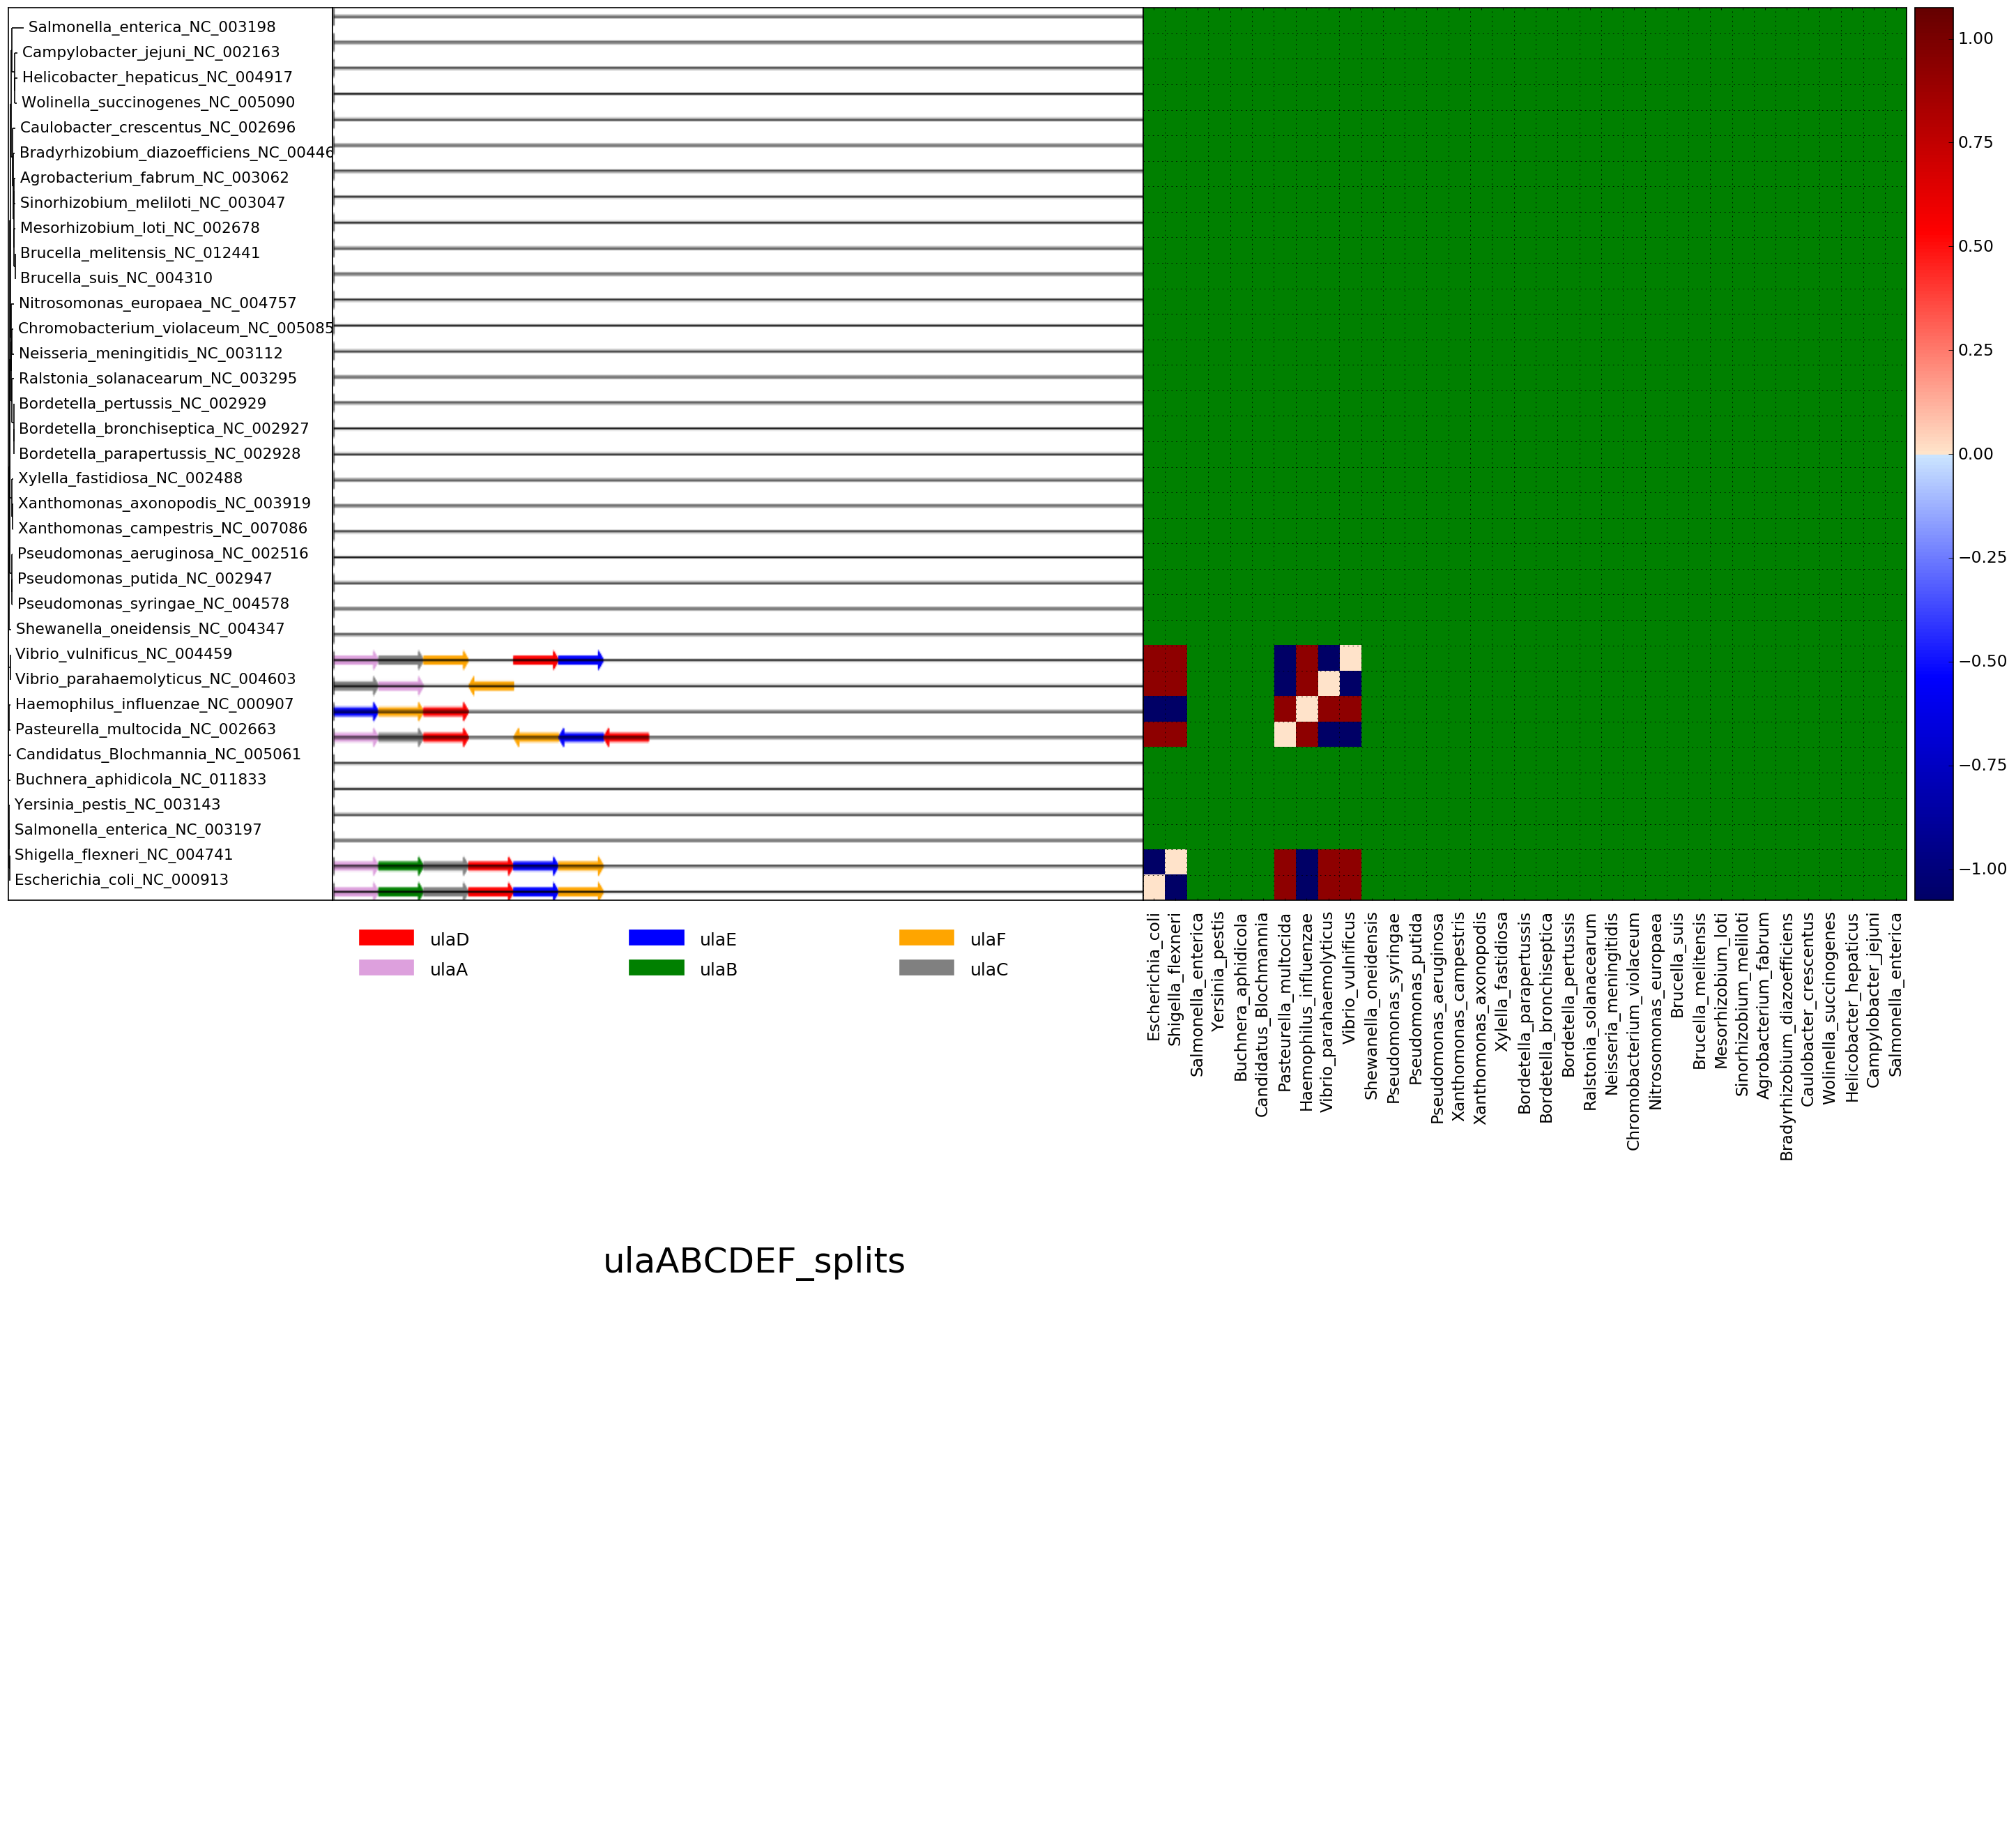 Salmonella_enterica_NC_003198
Campylobacter_jejuni_NC_002163
Helicobacter_hepaticus_NC_004917
Wolinella_succinogenes_NC_005090
Caulobacter_crescentus_NC_002696
Bradyrhizobium_diazoefficiens_NC_00446
Agrobacterium_fabrum_NC_003062
Sinorhizobium_meliloti_NC_003047
Mesorhizobium_loti_NC_002678
Brucella_melitensis_NC_012441
Brucella_suis_NC_004310
Nitrosomonas_europaea_NC_004757
Chromobacterium_violaceum_NC_005085
Neisseria_meningitidis_NC_003112
Ralstonia_solanacearum_NC_003295
Bordetella_pertussis_NC_002929
Bordetella_bronchiseptica_NC_002927
Bordetella_parapertussis_NC_002928
Xylella_fastidiosa_NC_002488
Xanthomonas_axonopodis_NC_003919
Xanthomonas_campestris_NC_007086
Pseudomonas_aeruginosa_NC_002516
Pseudomonas_putida_NC_002947
Pseudomonas_syringae_NC_004578
Shewanella_oneidensis_NC_004347
Vibrio_vulnificus_NC_004459
Vibrio_parahaemolyticus_NC_004603
Haemophilus_influenzae_NC_000907
Pasteurella_multocida_NC_002663
Candidatus_Blochmannia_NC_005061
Buchnera_aphidicola_NC_011833
Yersinia_pestis_NC_003143
Salmonella_enterica_NC_003197
Shigella_flexneri_NC_004741
Escherichia_coli_NC_000913
1.00
0.75
0.50
0.25
0.00
−0.25
−0.50
−0.75
−1.00
ulaD ulaE ulaF
ulaA ulaB ulaC
Escherichia_coli
Shigella_flexneri
Salmonella_enterica
Yersinia_pestis
Buchnera_aphidicola
Candidatus_Blochmannia
Pasteurella_multocida
Haemophilus_influenzae
Vibrio_parahaemolyticus
Vibrio_vulnificus
Shewanella_oneidensis
Pseudomonas_syringae
Pseudomonas_putida
Pseudomonas_aeruginosa
Xanthomonas_campestris
Xanthomonas_axonopodis
Xylella_fastidiosa
Bordetella_parapertussis
Bordetella_bronchiseptica
Bordetella_pertussis
Ralstonia_solanacearum
Neisseria_meningitidis
Chromobacterium_violaceum
Nitrosomonas_europaea
Brucella_suis
Brucella_melitensis
Mesorhizobium_loti
Sinorhizobium_meliloti
Agrobacterium_fabrum
Bradyrhizobium_diazoefficiens
Caulobacter_crescentus
Wolinella_succinogenes
Helicobacter_hepaticus
Campylobacter_jejuni
Salmonella_enterica
ulaABCDEF_splits